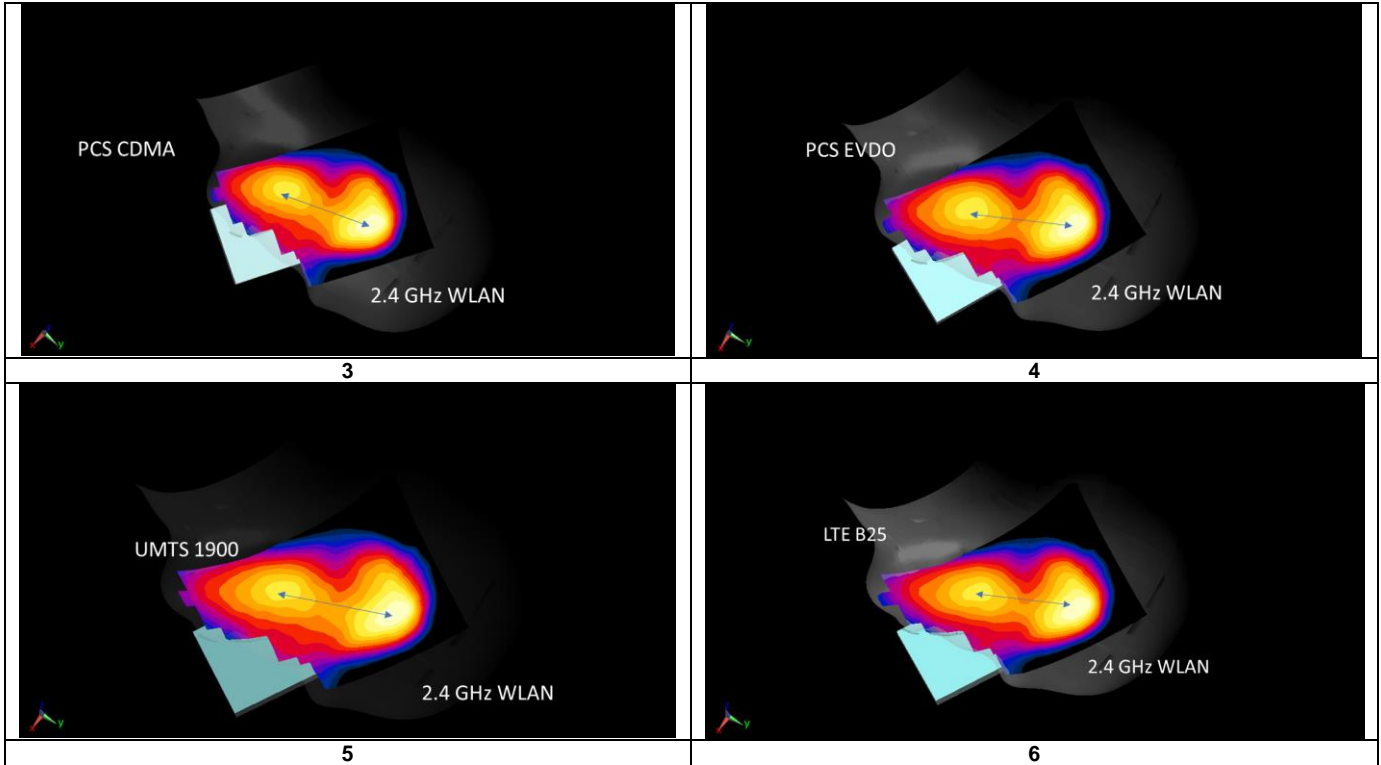 PCS CDMA
2.4 GHz WLAN
y
PCS EVDO
2.4 GHz WLAN
y
3
4
UMTS 1900
2.4 GHz WLAN
y
LTE B25
2.4 GHz WLAN
y
5
6